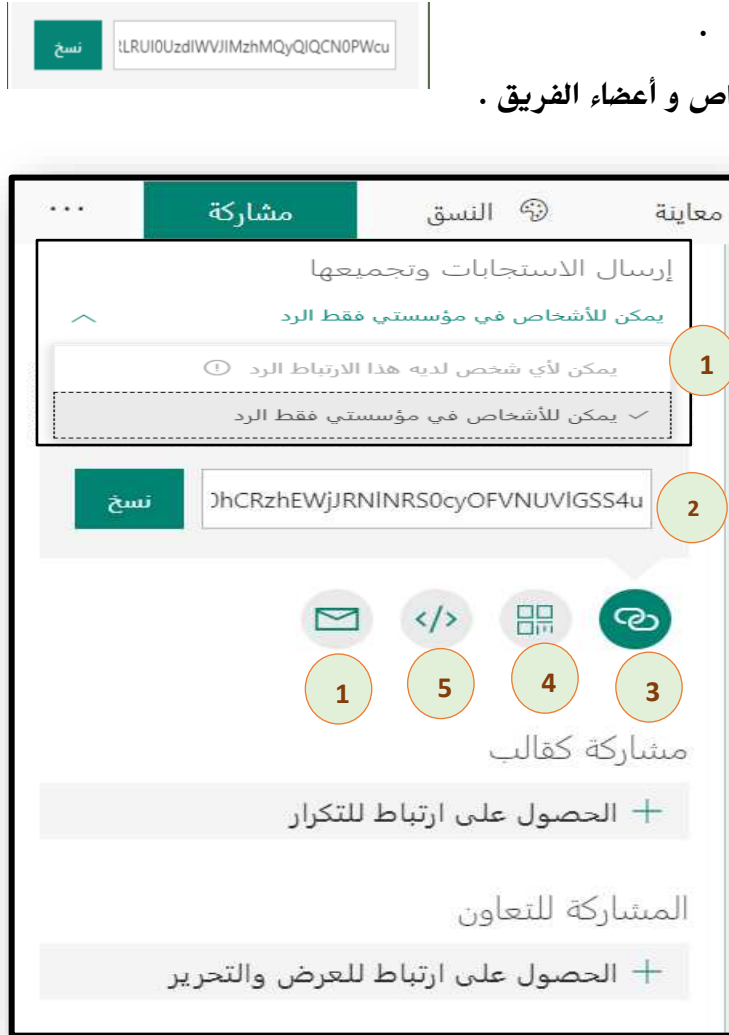 .
نسخ
LRUI0UzdIWVJIMzhMQyQlQCN0PWcu
و أعضاء الفريق .
معاينة
النسق
مشاركة
...
إرسال الاستجابات وتجميعها
يمكن للأشخاص في مؤسستي فقط الرد
يمكن لأي شخص لديه هذا الارتباط الرد
1
يمكن للأشخاص في مؤسستي فقط الرد
hCRzhEWjJRNlNRS0cyOFVNUVlGSS4u
نسخ
2
</>
3
4
5
1
مشاركة كقالب
+ الحصول على ارتباط للتكرار
المشاركة للتعاون
+ الحصول على ارتباط للعرض والتحرير